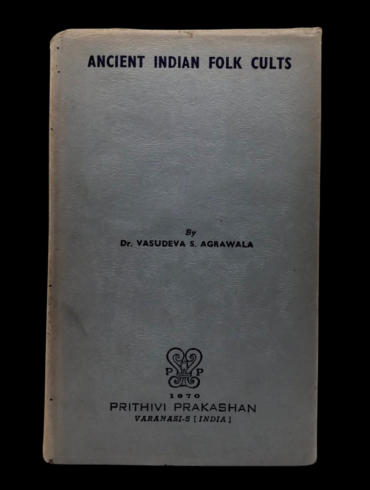 ANCIENT INDIAN FOLK CULTS
By
Dr. VASUDEVA S. AGRAWALA
P P
1970
PRITHIVI PRAKASHAN
VARANASI-5 [INDIA]